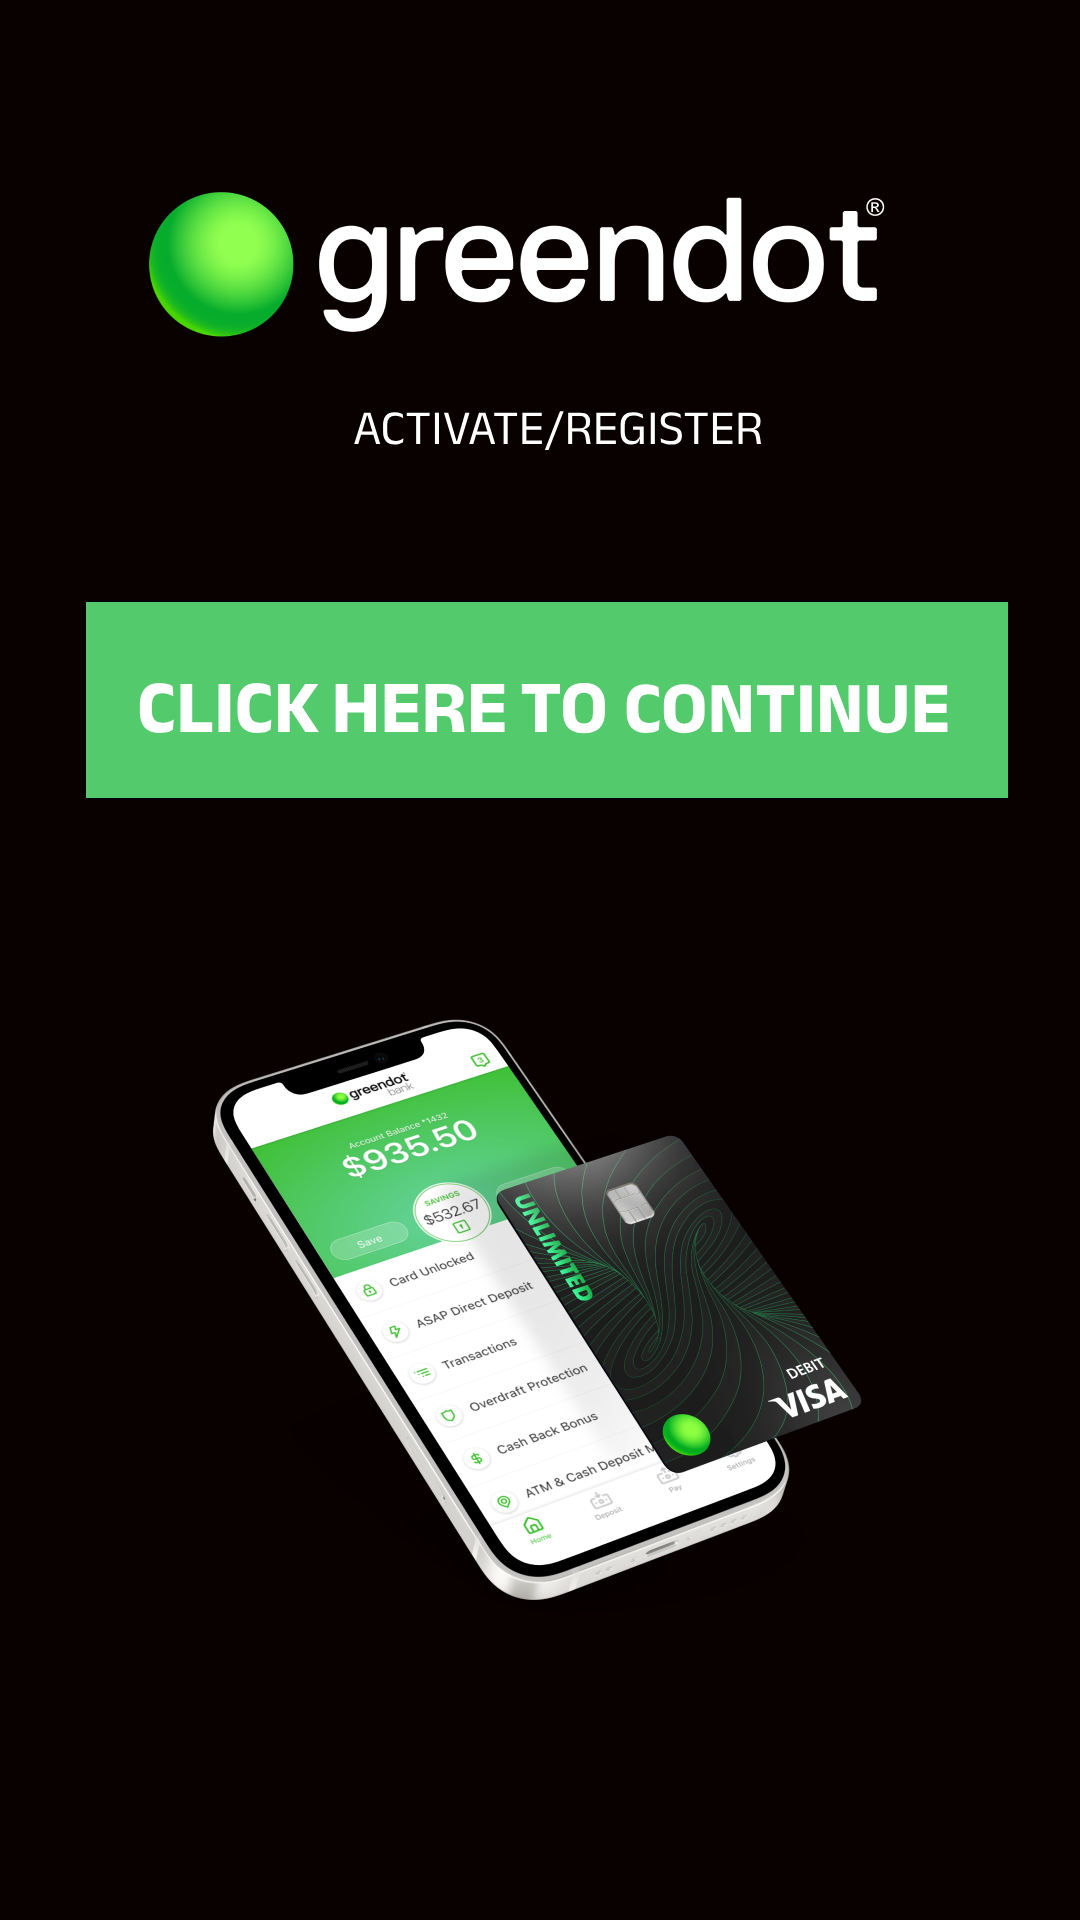 greendot®
ACTIVATE/REGISTER
CLICK HERE TO CONTINUE
3
greendot
bank
Account Balance *1432
$935.50
SAVINGS
$532.67
Save
Card Unlocked
ASAP Direct Deposit
Transactions
Overdraft Protection
Cash Back Bonus
ATM & Cash Deposit M
Home
Deposit
Pay
Settings
UNLIMITED
DEBIT
VISA